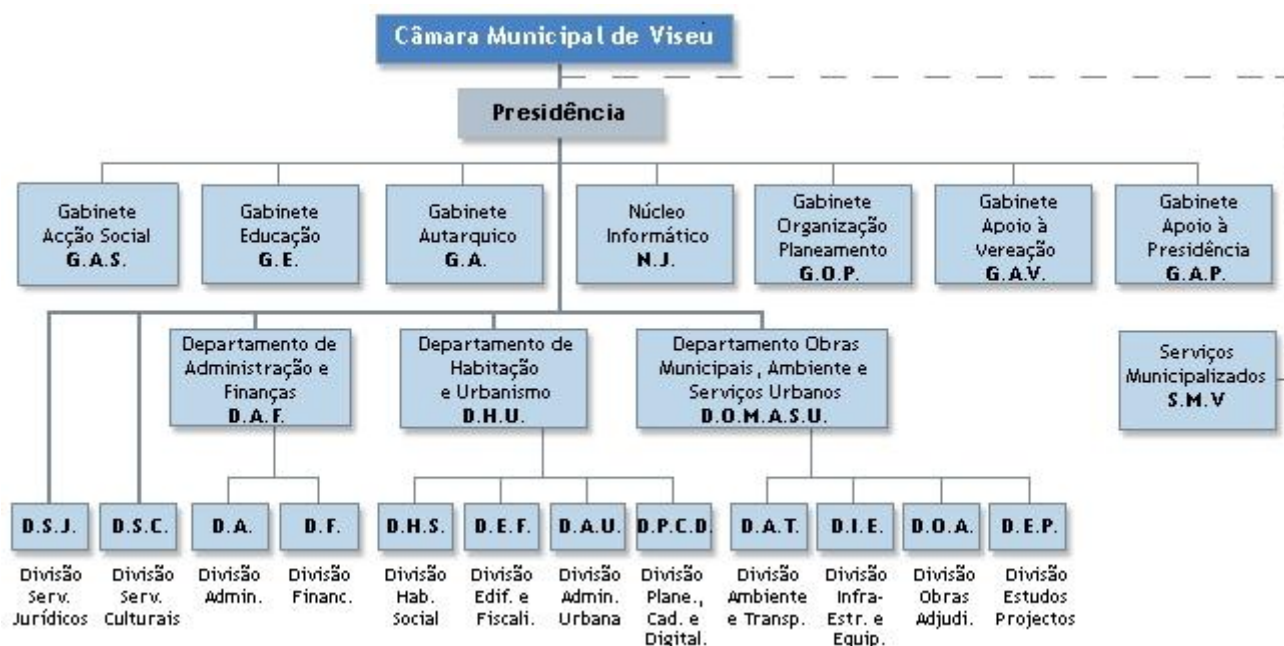 Câmara Municipal de Viseu
Presidência
Gabinete
Acção Social
G.A.S.
Gabinete
Educação
G.E.
Gabinete
Autarquico
G.A.
Núcleo
Informático
N.J.
Gabinete
Organização
Planeamento
G.O.P.
Gabinete
Apoio à
Vereação
G.A.V.
Gabinete
Apoio à
Presidência
G.A.P.
Departamento de
Administração e
Finanças
D.A.F.
Departamento de
Habitação
e Urbanismo
D.H.U.
Departamento Obras
Municipais, Ambiente e
Serviços Urbanos
D.O.M.A.S.U.
Serviços
Municipalizados
S.M.V
D.S.J.
Divisão
Serv.
Jurídicos
D.S.C.
Divisão
Serv.
Culturais
D.A.
Divisão
Admin.
D.F.
Divisão
Financ.
D.H.S.
Divisão
Hab.
Social
D.E.F.
Divisão
Edif. e
Fiscali.
D.A.U.
Divisão
Admin.
Urbana
D.P.C.D.
Divisão
Plane.,
Cad. e
Digital.
D.A.T.
Divisão
Ambiente
e Transp.
D.I.E.
Divisão
Infra-
Estr. e
Equip.
D.O.A.
Divisão
Obras
Adjudi.
D.E.P.
Divisão
Estudos
Projectos